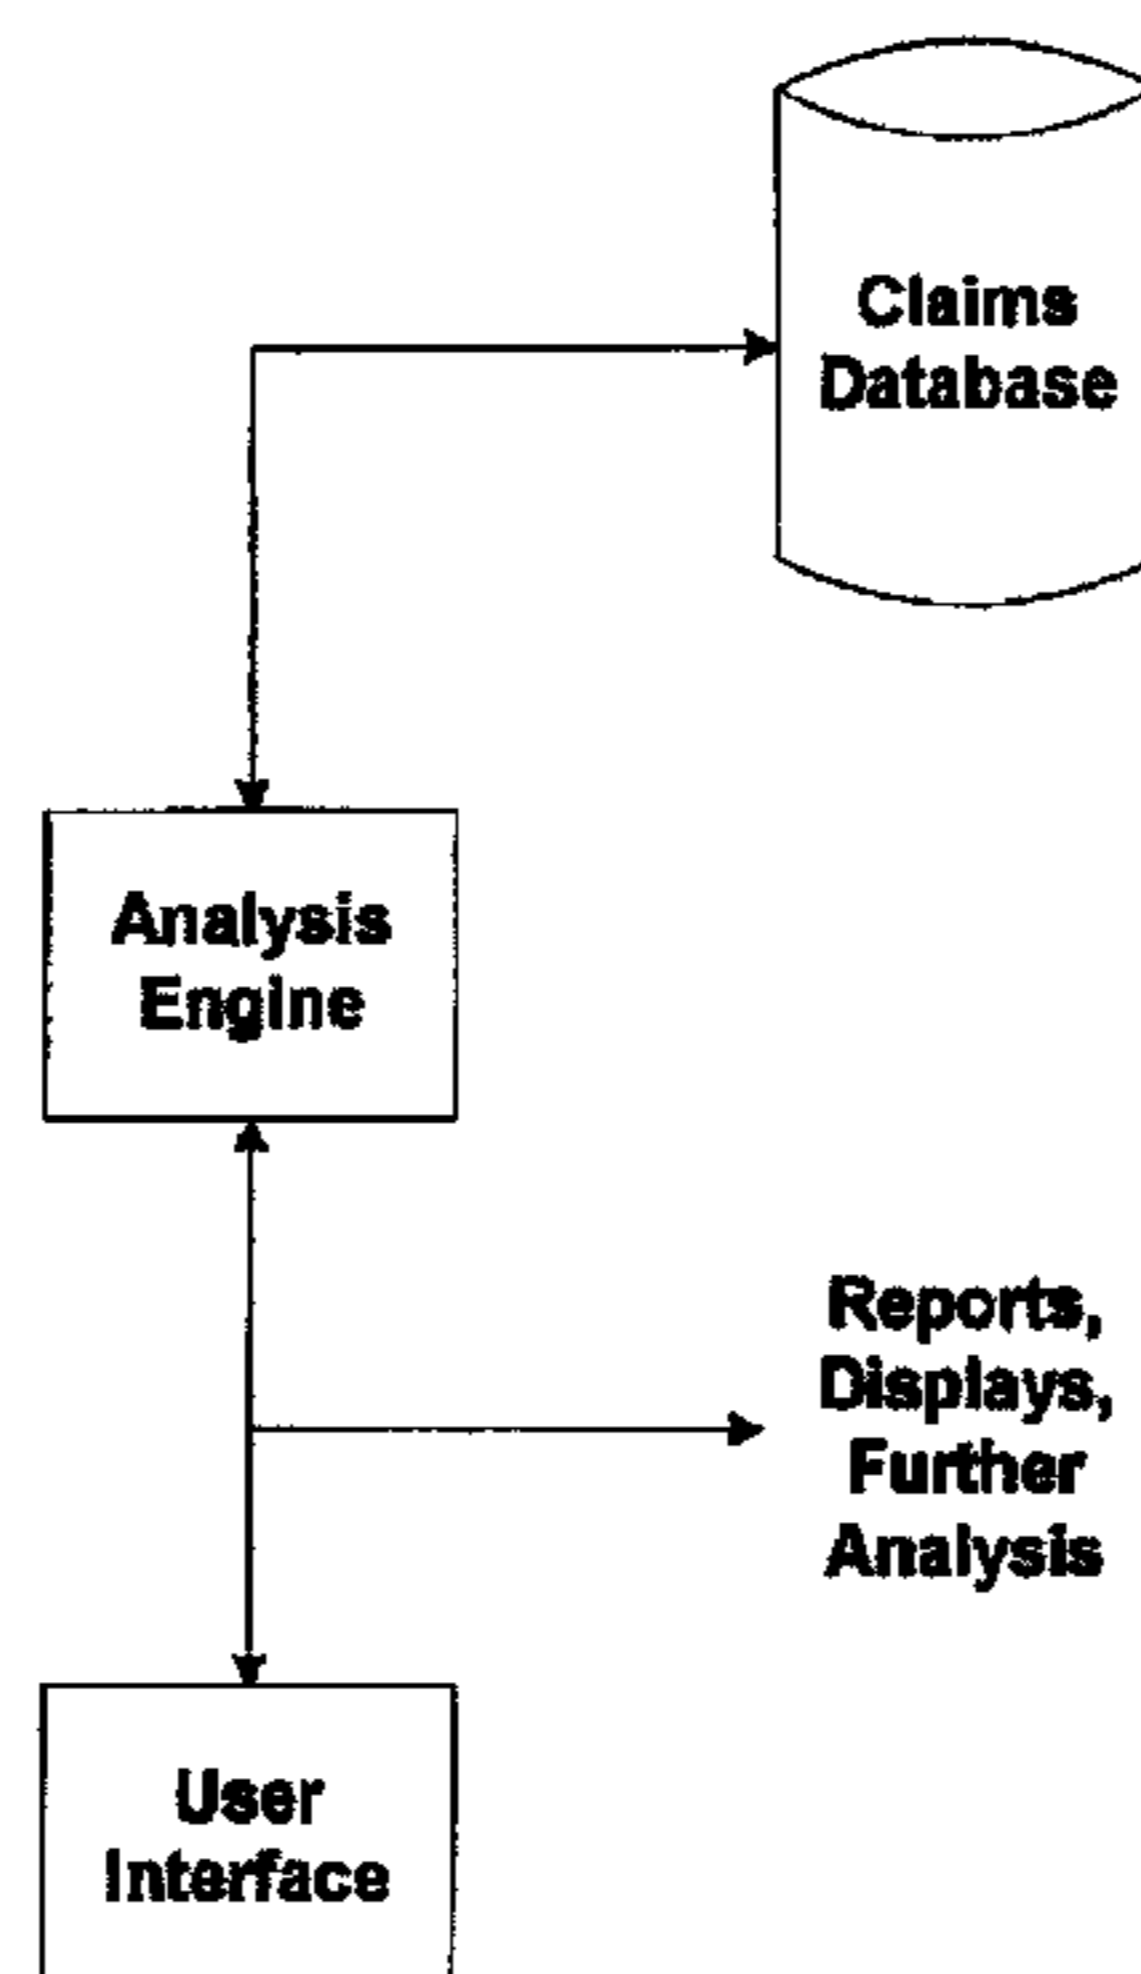 Claims
Database
Analysis
Engine
Reports,
Displays,
Further
Analysis
User
Interface